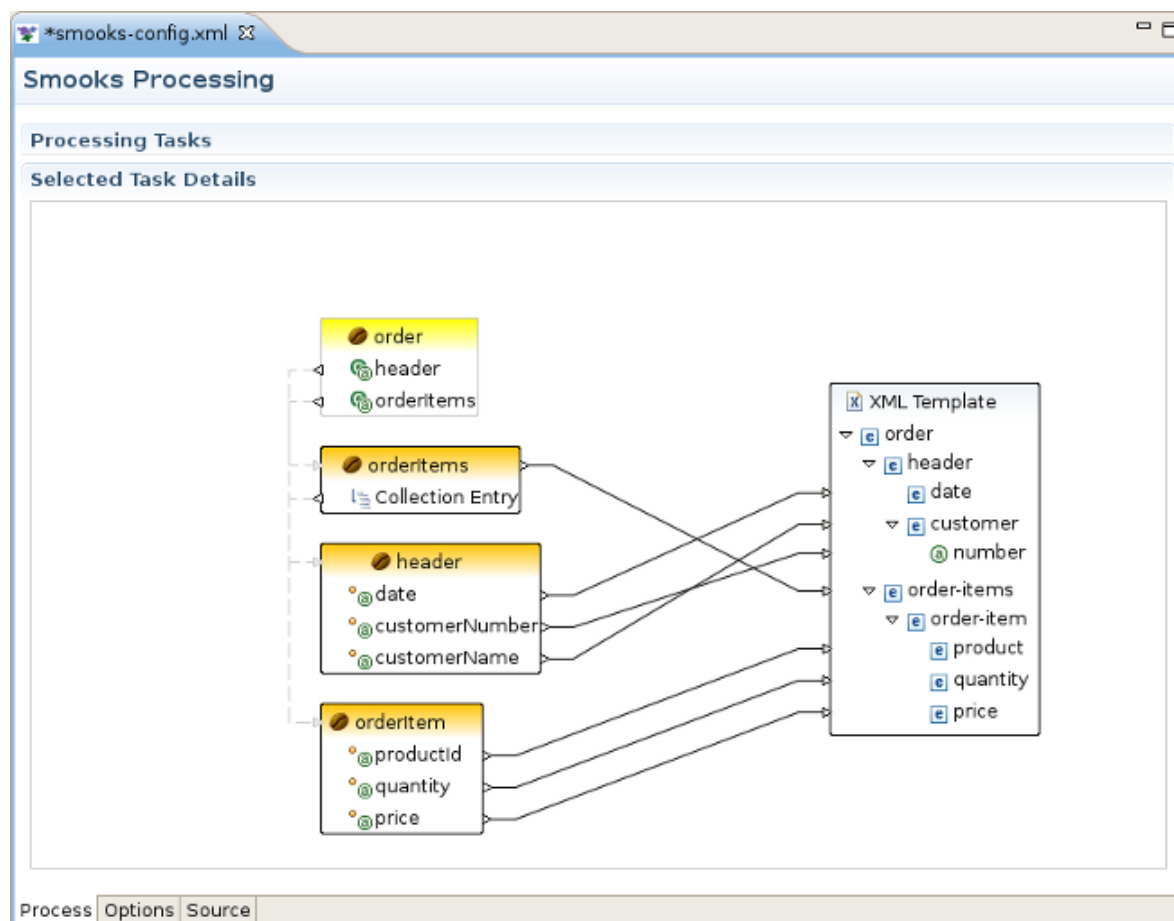 *smooks-config.xml
Smooks Processing
Processing Tasks
Selected Task Details
order
header
orderItems
orderItems
Collection Entry
header
date
customerNumber
customerName
orderItem
productId
quantity
price
XML Template
order
header
date
customer
number
order-items
order-item
product
quantity
price
Process Options Source